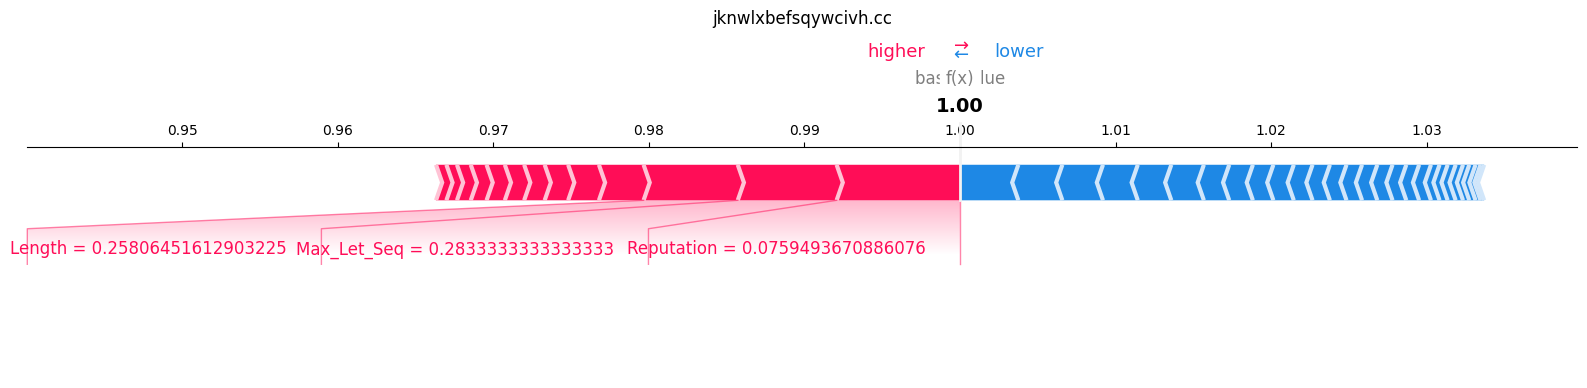 jknwlxbefsqywcivh.cc
higher ⇄ lower
bas f(x) lue
1.00
0.95 0.96 0.97 0.98 0.99 1.00 1.01 1.02 1.03
Length = 0.25806451612903225 Max_Let_Seq = 0.2833333333333333 Reputation = 0.0759493670886076